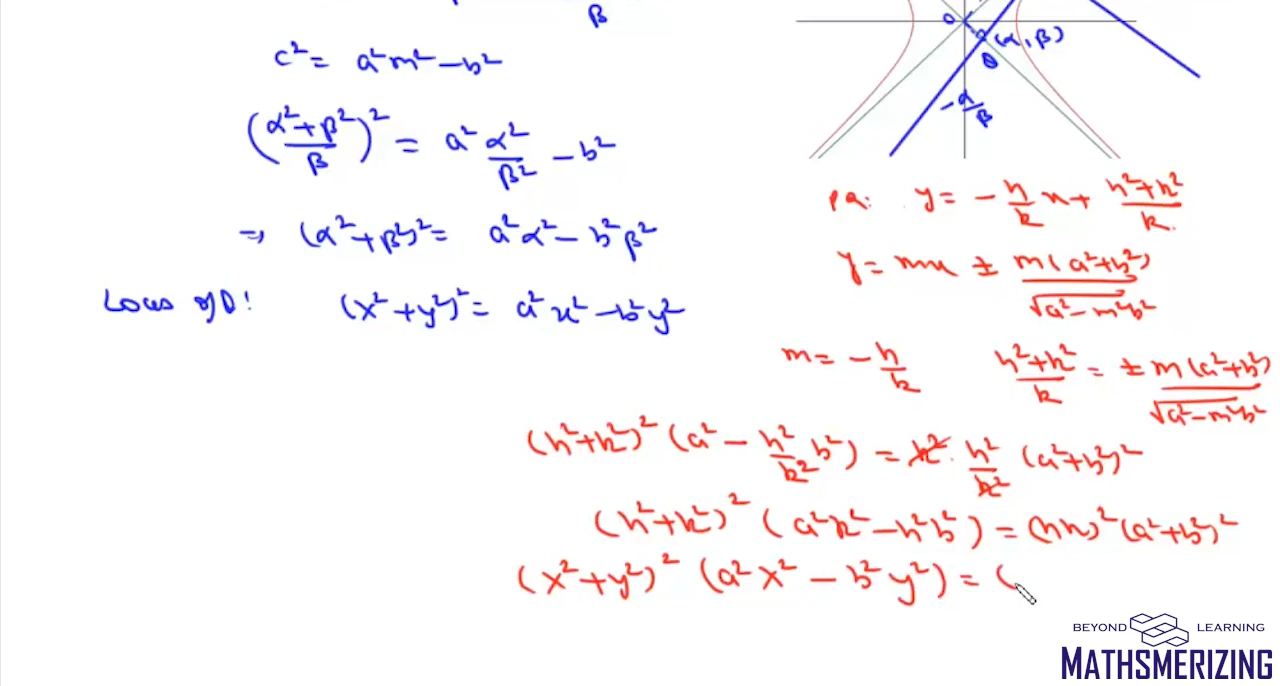 β
c² = a²m² - b²
((α² + β²)/β)² = a² α²/β² - b²
⇒ (α² + β²)² = a²α² - b²β²
Locus of D: (x² + y²)² = a²x² - b²y²
O
(α, β)
θ
-α/β
PQ: y = - h/k x + (h² + k²)/k
y = mx ± m(a² + b²)/√(a² - m²b²)
m = - h/k (h² + k²)/k = ± m(a² + b²)/√(a² - m²b²)
(h² + k²)² (a² - h²/k² b²) = k² · h²/k² (a² + b²)²
(h² + k²)² (a²k² - h²b²) = (hk)² (a² + b²)²
(x² + y²)² (a²x² - b²y²) = (
BEYOND LEARNING
MATHSMERIZING